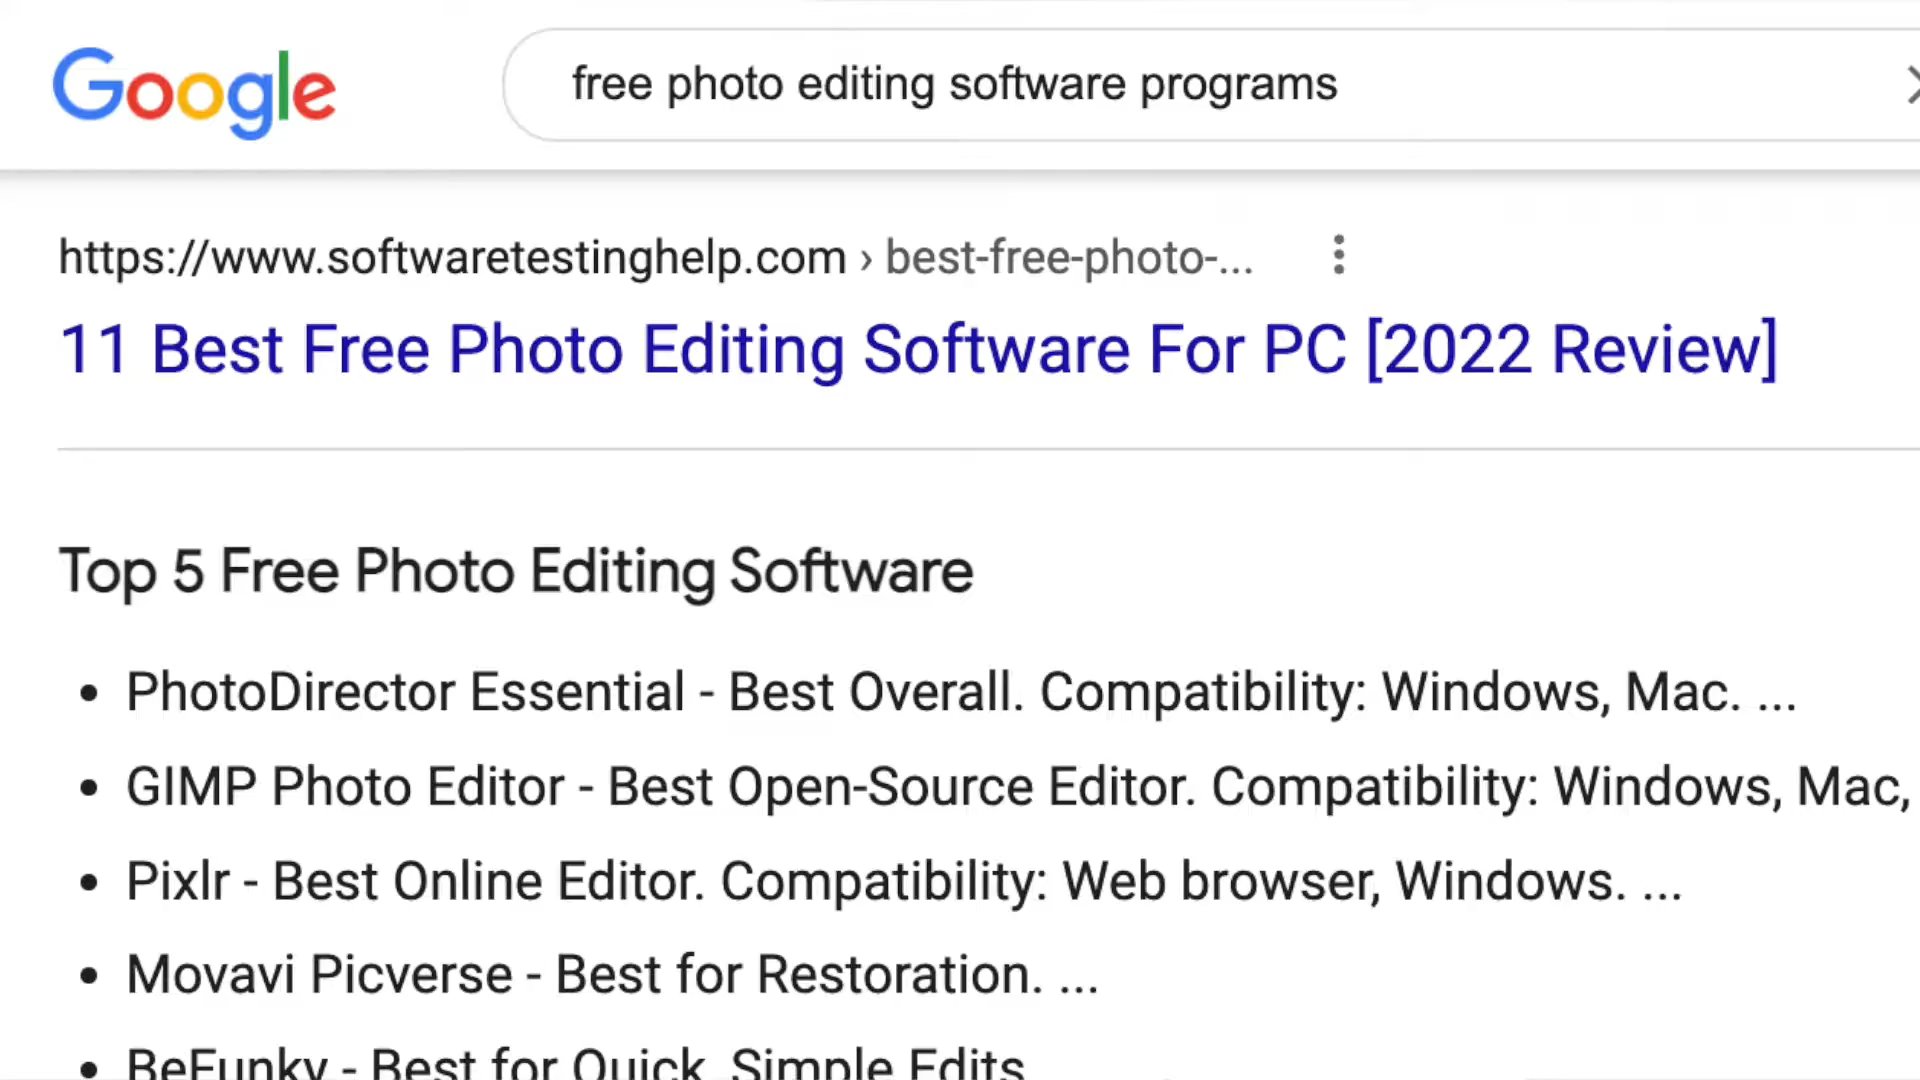 Google
free photo editing software programs
https://www.softwaretestinghelp.com › best-free-photo-...
11 Best Free Photo Editing Software For PC [2022 Review]
Top 5 Free Photo Editing Software
• PhotoDirector Essential - Best Overall. Compatibility: Windows, Mac. ...
• GIMP Photo Editor - Best Open-Source Editor. Compatibility: Windows, Mac,
• Pixlr - Best Online Editor. Compatibility: Web browser, Windows. ...
• Movavi Picverse - Best for Restoration. ...
• BeFunky - Best for Quick, Simple Edits